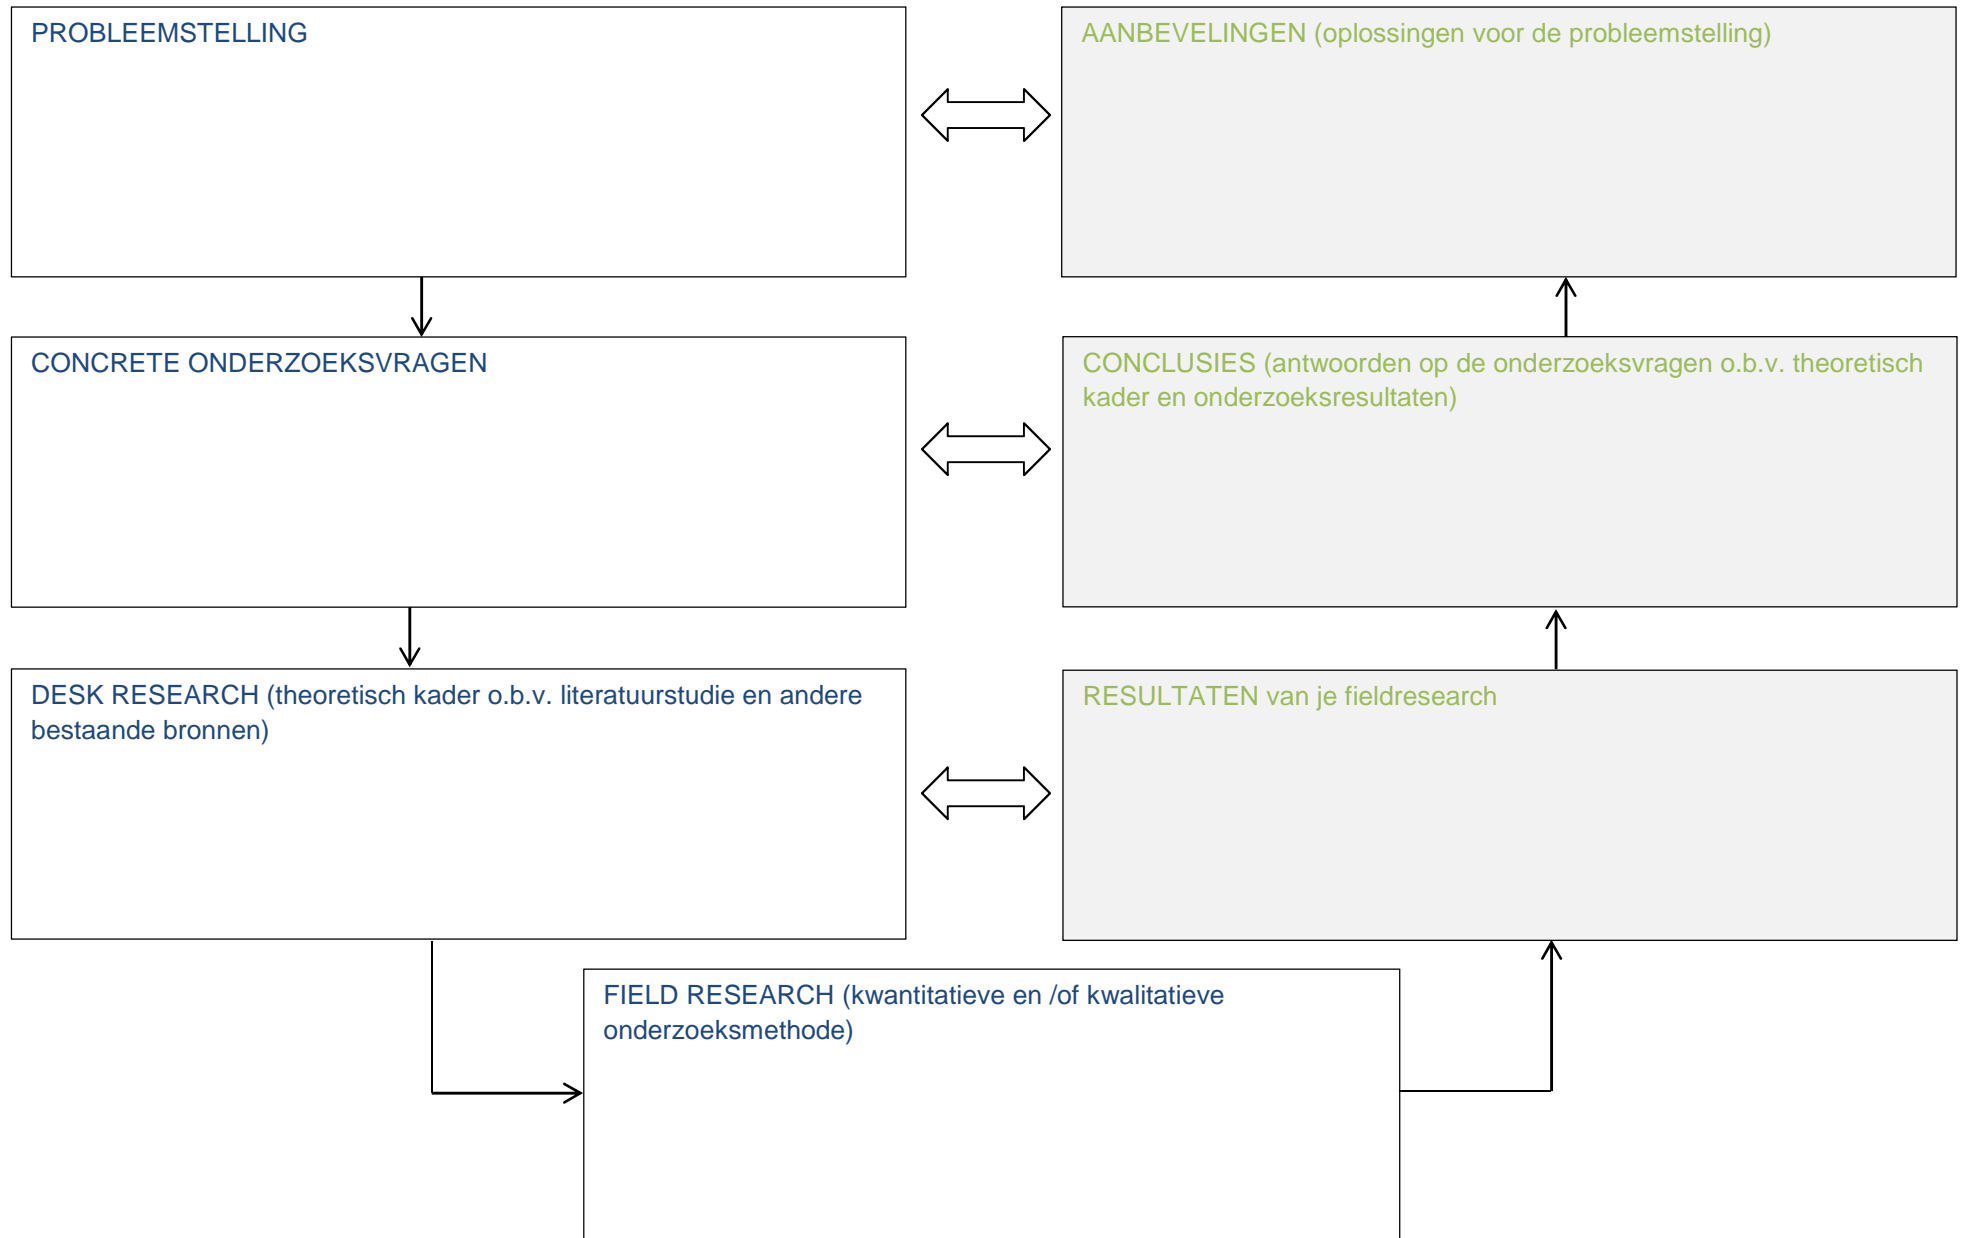 PROBLEEMSTELLING
AANBEVELINGEN (oplossingen voor de probleemstelling)
CONCRETE ONDERZOEKSVRAGEN
CONCLUSIES (antwoorden op de onderzoeksvragen o.b.v. theoretisch
kader en onderzoeksresultaten)
DESK RESEARCH (theoretisch kader o.b.v. literatuurstudie en andere
bestaande bronnen)
RESULTATEN van je fieldresearch
FIELD RESEARCH (kwantitatieve en /of kwalitatieve
onderzoeksmethode)